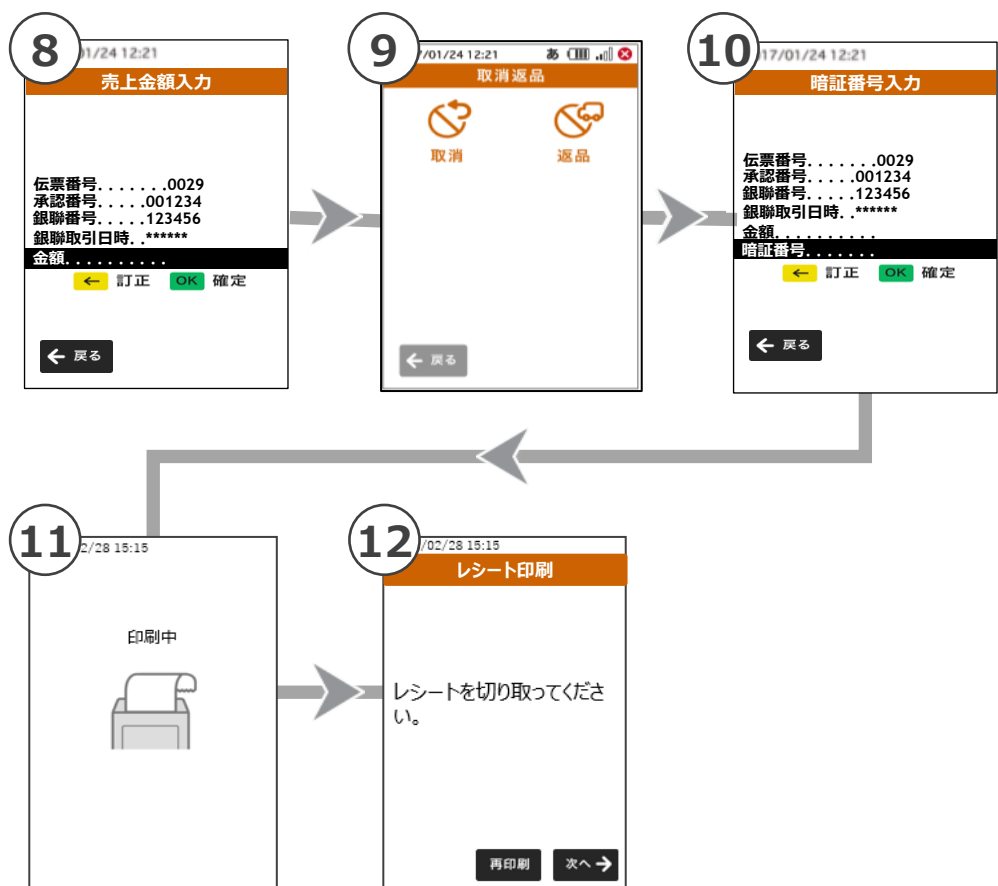 8
1/24 12:21
売上金額入力
伝票番号.......0029
承認番号.....001234
銀聯番号.....123456
銀聯取引日時..******
金額..........
← 訂正 OK 確定
← 戻る
9
7/01/24 12:21 あ
取消返品
取消 返品
← 戻る
10
17/01/24 12:21
暗証番号入力
伝票番号.......0029
承認番号.....001234
銀聯番号.....123456
銀聯取引日時..******
金額..........
暗証番号.......
← 訂正 OK 確定
← 戻る
11
2/28 15:15
印刷中
12
/02/28 15:15
レシート印刷
レシートを切り取ってくださ
い。
再印刷 次へ→